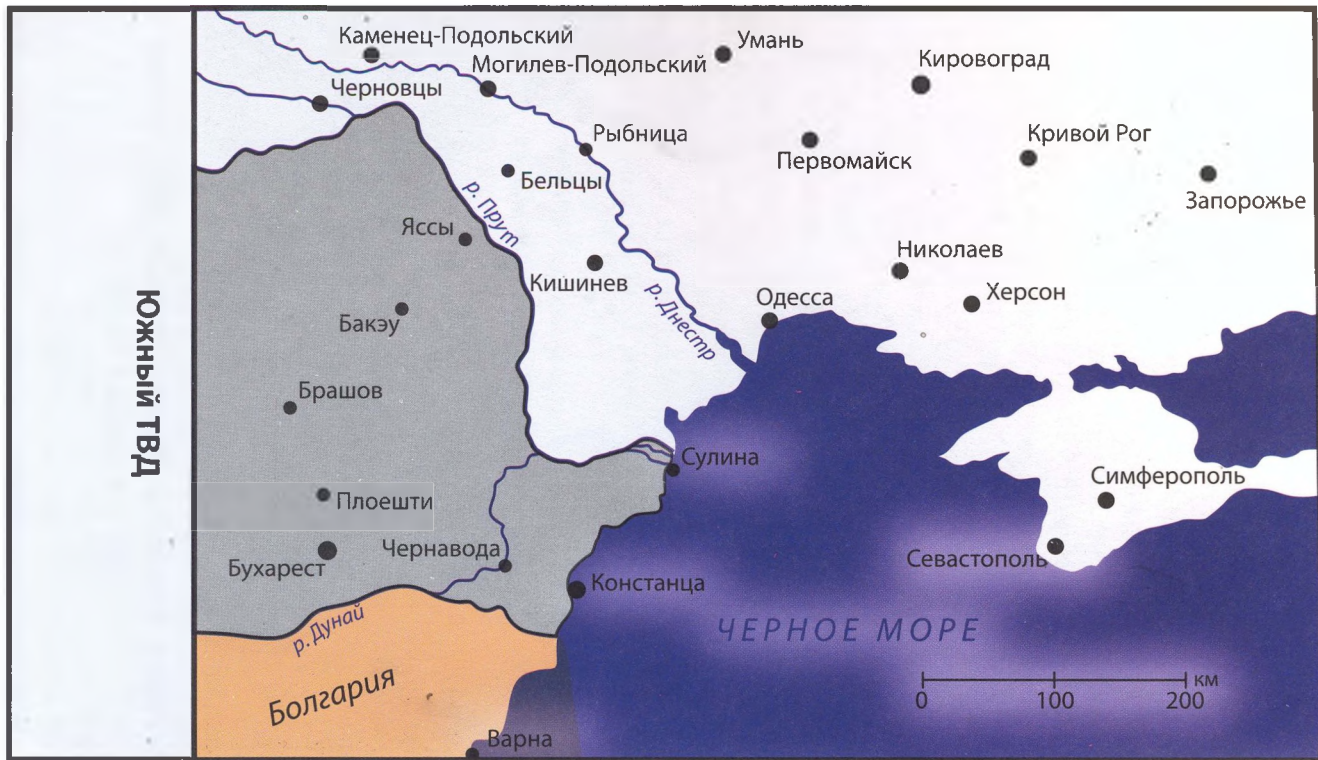 Южный ТВД
Каменец-Подольский
Умань
Могилев-Подольский
Кировоград
Черновцы
Рыбница
Первомайск
Кривой Рог
Бельцы
Запорожье
р. Прут
Яссы
Николаев
Кишинев
Херсон
р. Днестр
Одесса
Бакэу
Брашов
Сулина
Симферополь
Плоешти
Чернавода
Бухарест
Севастополь
Констанца
р. Дунай
ЧЕРНОЕ МОРЕ
Болгария
км
0 100 200
Варна